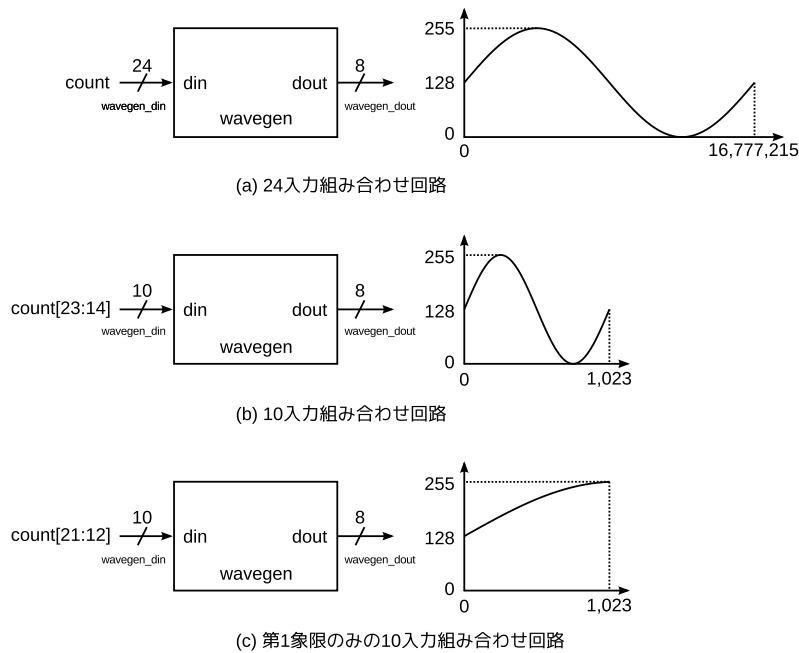 24
count
din
dout
8
wavegen_din
wavegen_dout
wavegen
255
128
0
0
16,777,215
(a) 24入力組み合わせ回路
10
count[23:14]
din
dout
8
wavegen_din
wavegen_dout
wavegen
255
128
0
0
1,023
(b) 10入力組み合わせ回路
10
count[21:12]
din
dout
8
wavegen_din
wavegen_dout
wavegen
255
128
0
0
1,023
(c) 第1象限のみの10入力組み合わせ回路